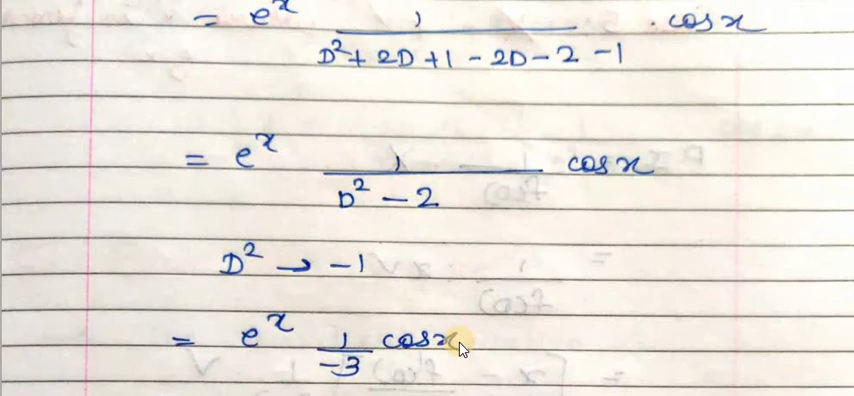 = e^x 1/(D^2 + 2D + 1 - 2D - 2 - 1) . cos x
= e^x 1/(D^2 - 2) cos x
D^2 → -1
= e^x 1/-3 cos x